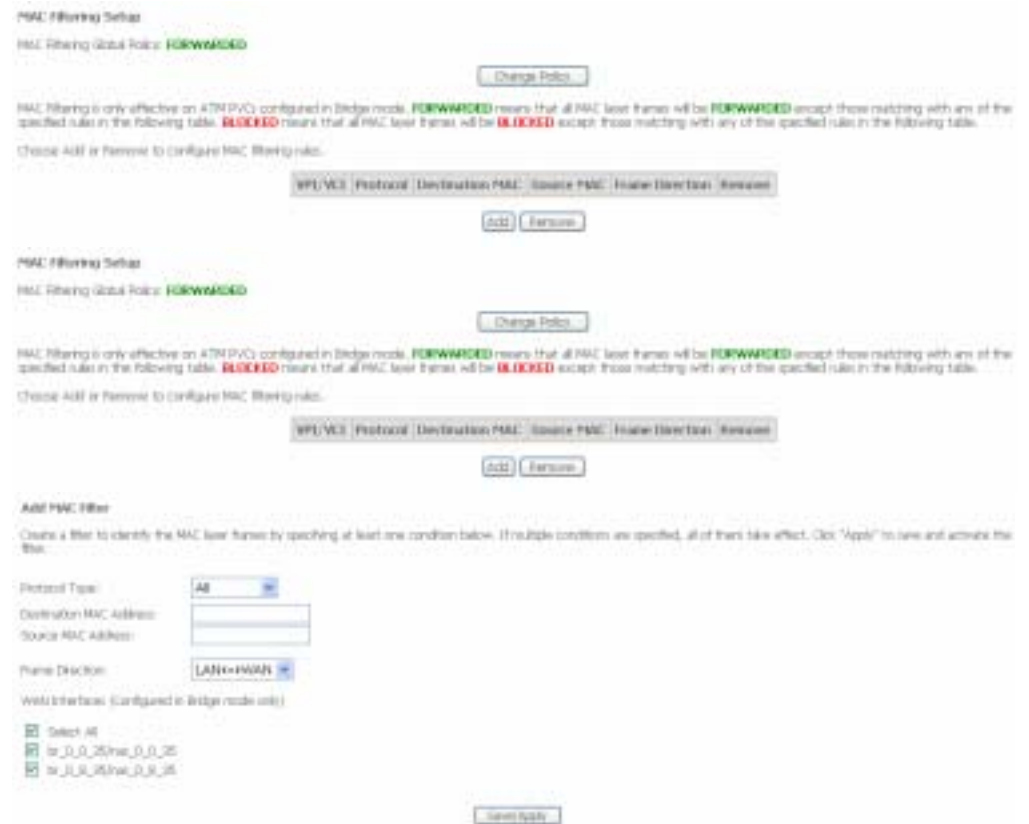 MAC Filtering Setup
MAC Filtering Global Policy: FORWARDED
Change Policy
MAC Filtering is only effective on ATM PVCs configured in Bridge mode. FORWARDED means that all MAC layer frames will be FORWARDED except those matching with any of the
specified rules in the following table. BLOCKED means that all MAC layer frames will be BLOCKED except those matching with any of the specified rules in the following table.
Choose Add or Remove to configure MAC filtering rules.
VPI/VCI Protocol Destination MAC Source MAC Frame Direction Remove
Add Remove
MAC Filtering Setup
MAC Filtering Global Policy: FORWARDED
Change Policy
MAC Filtering is only effective on ATM PVCs configured in Bridge mode. FORWARDED means that all MAC layer frames will be FORWARDED except those matching with any of the
specified rules in the following table. BLOCKED means that all MAC layer frames will be BLOCKED except those matching with any of the specified rules in the following table.
Choose Add or Remove to configure MAC filtering rules.
VPI/VCI Protocol Destination MAC Source MAC Frame Direction Remove
Add Remove
Add MAC Filter
Create a filter to identify the MAC layer frames by specifying at least one condition below. If multiple conditions are specified, all of them take effect. Click "Apply" to save and activate the
filter.
Protocol Type: All
Destination MAC Address:
Source MAC Address:
Frame Direction: LAN<=>WAN
WAN Interfaces (Configured in Bridge mode only)
Select All
br_0_0_35/nas_0_0_35
br_0_8_35/nas_0_8_35
Save/Apply